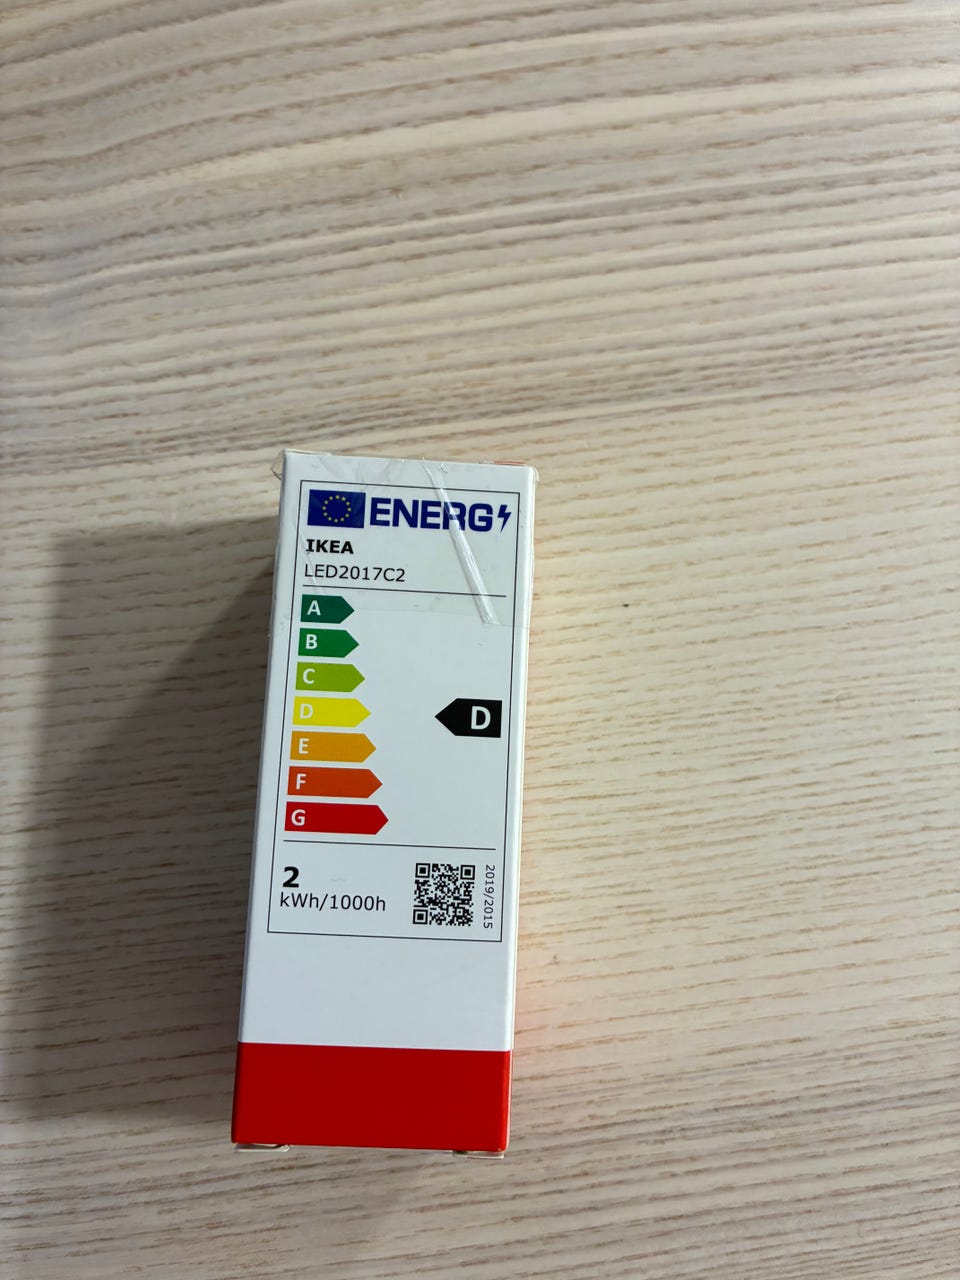 ENERG
IKEA
LED2017C2
A
B
C
D
D
E
F
G
2
kWh/1000h
2019/2015